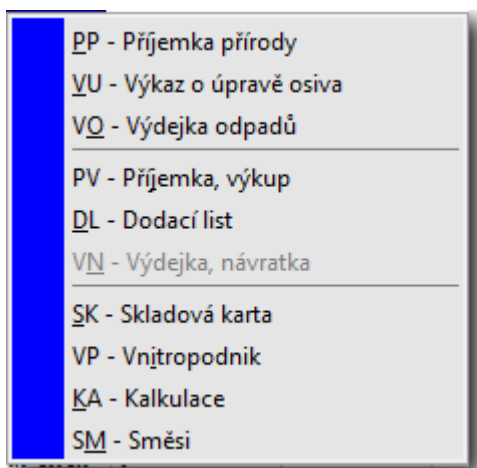 PP - Příjemka přírody
VU - Výkaz o úpravě osiva
VO - Výdejka odpadů
PV - Příjemka, výkup
DL - Dodací list
VN - Výdejka, návratka
SK - Skladová karta
VP - Vnitropodnik
KA - Kalkulace
SM - Směsi